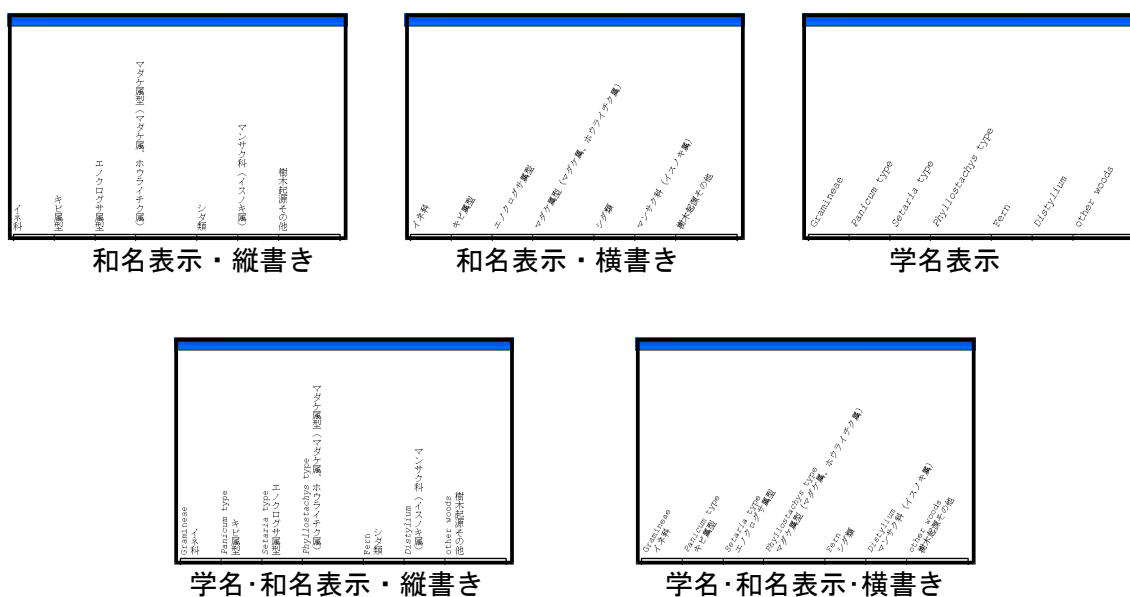 イネ科
キビ属型
エノクログサ属型
マダケ属型（マダケ属、ホウライチク属）
シダ類
マンサク科（イスノキ属）
樹木起源その他
和名表示・縦書き
イネ科
キビ属型
エノクログサ属型
マダケ属型（マダケ属、ホウライチク属）
シダ類
マンサク科（イスノキ属）
樹木起源その他
和名表示・横書き
Gramineae
Panicum type
Setaria type
Phyllostachys type
Fern
Distylium
other woods
学名表示
Gramineae
イネ科
Panicum type
キビ属型
Setaria type
エノクログサ属型
Phyllostachys type
マダケ属型（マダケ属、ホウライチク属）
Fern
シダ類
Distylium
マンサク科（イスノキ属）
other woods
樹木起源その他
学名･和名表示・縦書き
Gramineae
イネ科
Panicum type
キビ属型
Setaria type
エノクログサ属型
Phyllostachys type
マダケ属型（マダケ属、ホウライチク属）
Fern
シダ類
Distylium
マンサク科（イスノキ属）
other woods
樹木起源その他
学名･和名表示･横書き